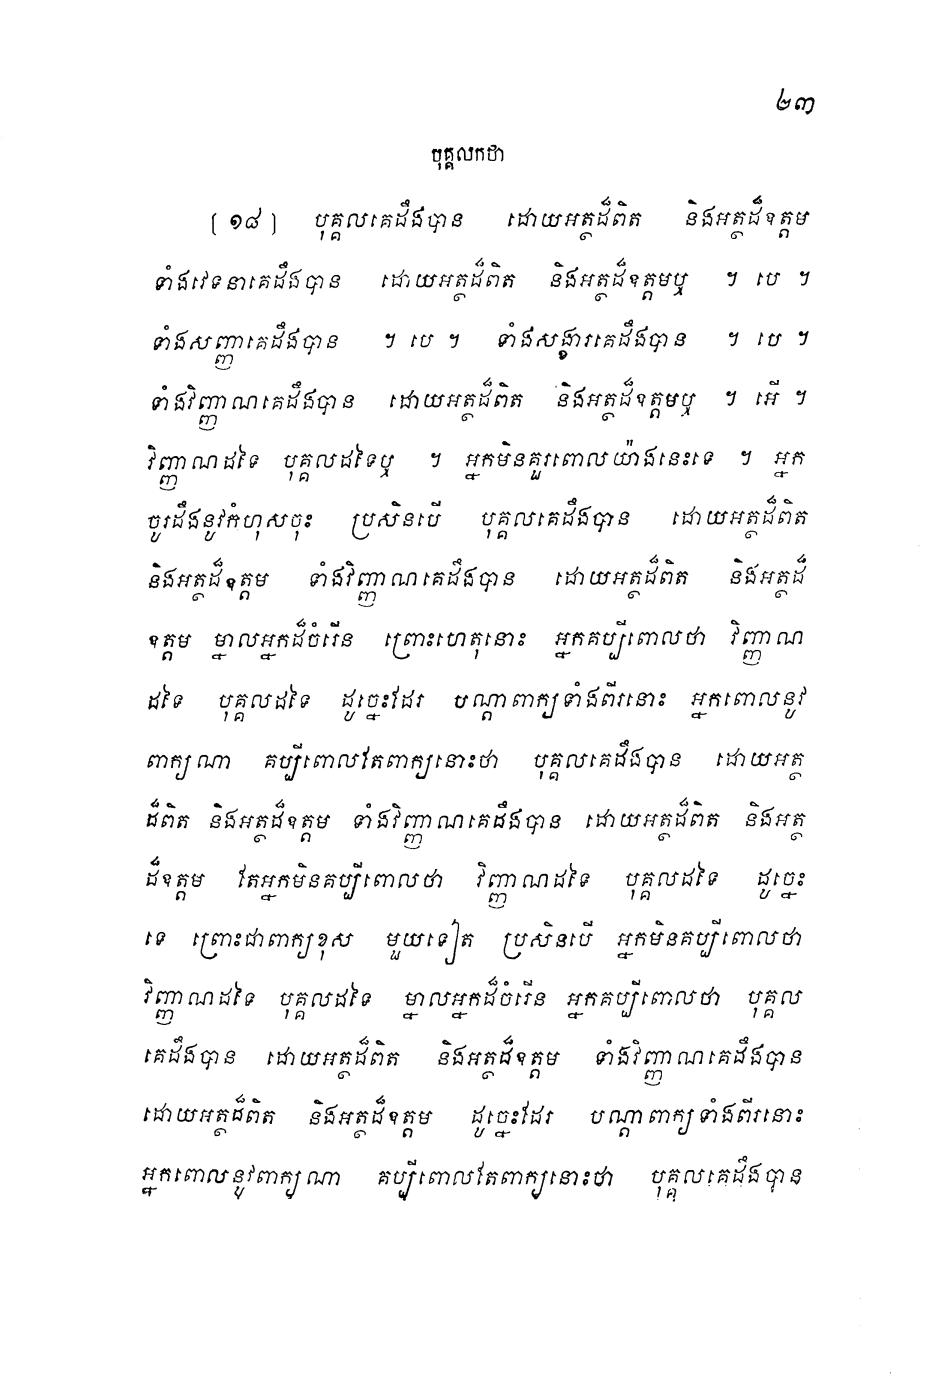 ២៣
បុគ្គលកថា
[ ១៨ ] បុគ្គលគេដឹងបាន ដោយអត្ថដ៏ពិត និងអត្ថដ៏ឧត្តម
ទាំងវេទនាគេដឹងបាន ដោយអត្ថដ៏ពិត និងអត្ថដ៏ឧត្តមឬ ។ បេ ។
ទាំងសញ្ញាគេដឹងបាន ។ បេ ។ ទាំងសង្ខារគេដឹងបាន ។ បេ ។
ទាំងវិញ្ញាណគេដឹងបាន ដោយអត្ថដ៏ពិត និងអត្ថដ៏ឧត្តមឬ ។ អើ ។
វិញ្ញាណដទៃ បុគ្គលដទៃឬ ។ អ្នកមិនគួរពោលយ៉ាងនេះទេ ។ អ្នក
ចូរដឹងនូវកំហុសចុះ ប្រសិនបើ បុគ្គលគេដឹងបាន ដោយអត្ថដ៏ពិត
និងអត្ថដ៏ឧត្តម ទាំងវិញ្ញាណគេដឹងបាន ដោយអត្ថដ៏ពិត និងអត្ថដ៏
ឧត្តម ម្នាលអ្នកដ៏ចំរើន ព្រោះហេតុនោះ អ្នកគប្បីពោលថា វិញ្ញាណ
ដទៃ បុគ្គលដទៃ ដូច្នេះដែរ បណ្តាពាក្យទាំងពីរនោះ អ្នកពោលនូវ
ពាក្យណា គប្បីពោលតែពាក្យនោះថា បុគ្គលគេដឹងបាន ដោយអត្ថ
ដ៏ពិត និងអត្ថដ៏ឧត្តម ទាំងវិញ្ញាណគេដឹងបាន ដោយអត្ថដ៏ពិត និងអត្ថ
ដ៏ឧត្តម តែអ្នកមិនគប្បីពោលថា វិញ្ញាណដទៃ បុគ្គលដទៃ ដូច្នេះ
ទេ ព្រោះជាពាក្យខុស មួយទៀត ប្រសិនបើ អ្នកមិនគប្បីពោលថា
វិញ្ញាណដទៃ បុគ្គលដទៃ ម្នាលអ្នកដ៏ចំរើន អ្នកគប្បីពោលថា បុគ្គល
គេដឹងបាន ដោយអត្ថដ៏ពិត និងអត្ថដ៏ឧត្តម ទាំងវិញ្ញាណគេដឹងបាន
ដោយអត្ថដ៏ពិត និងអត្ថដ៏ឧត្តម ដូច្នេះដែរ បណ្តាពាក្យទាំងពីរនោះ
អ្នកពោលនូវពាក្យណា គប្បីពោលតែពាក្យនោះថា បុគ្គលគេដឹងបាន